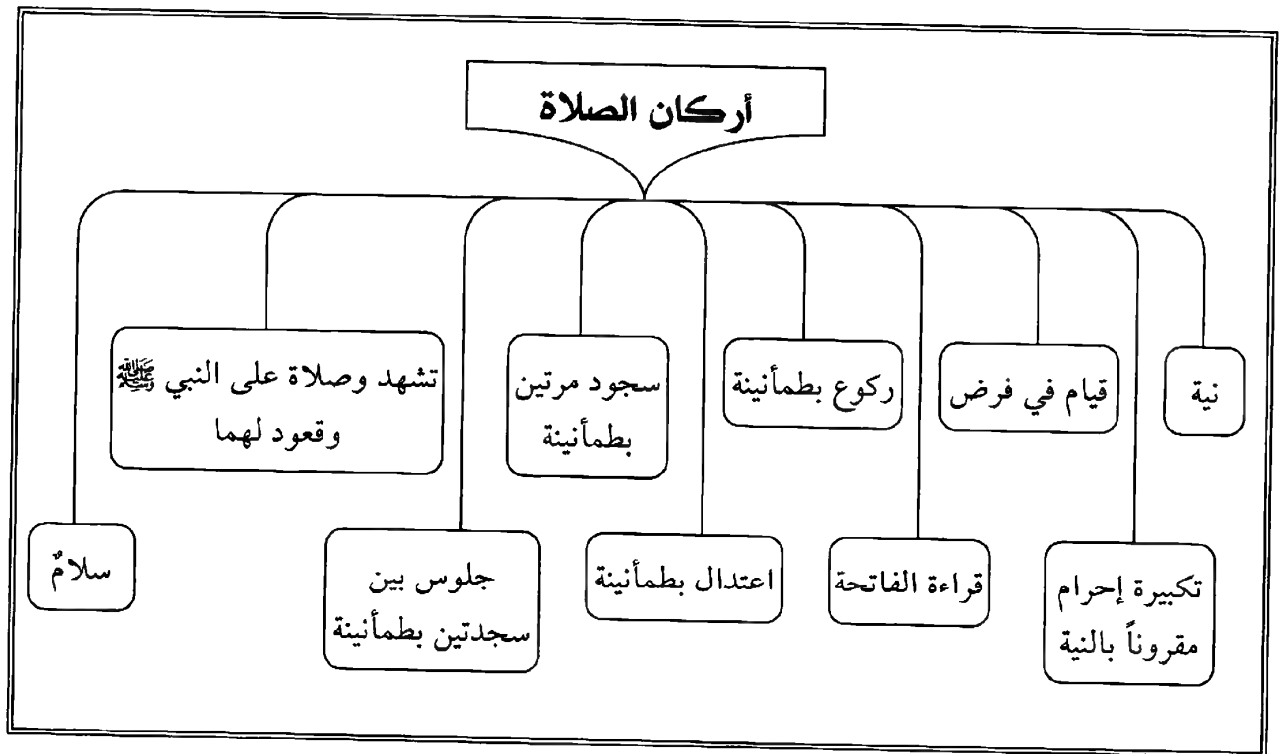 أركان الصلاة
نية
تكبيرة إحرام
مقروناً بالنية
قيام في فرض
قراءة الفاتحة
ركوع بطمأنينة
اعتدال بطمأنينة
سجود مرتين
بطمأنينة
جلوس بين
سجدتين بطمأنينة
تشهد وصلاة على النبي ﷺ
وقعود لهما
سلامٌ